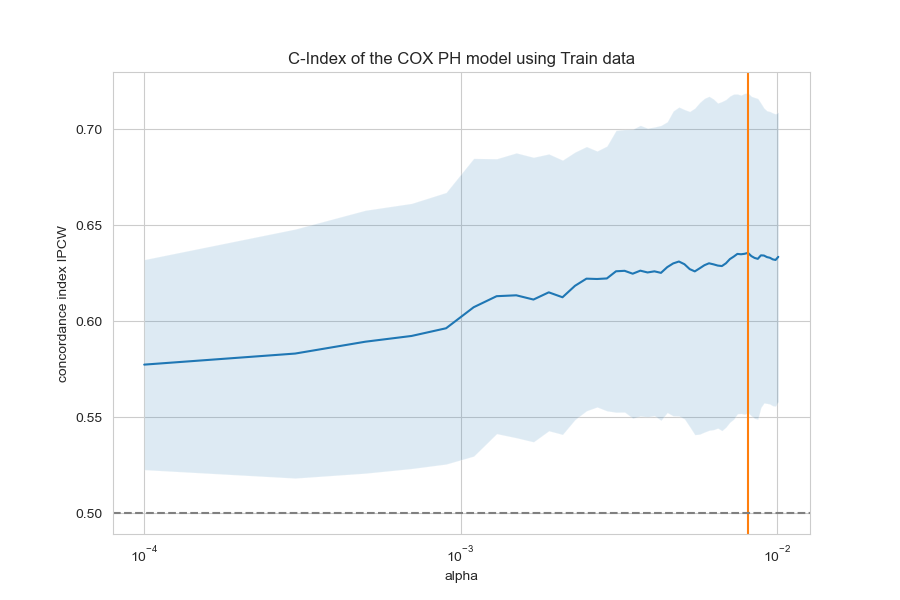 C-Index of the COX PH model using Train data
concordance index IPCW
0.70
0.65
0.60
0.55
0.50
10⁻⁴ 10⁻³ 10⁻²
alpha